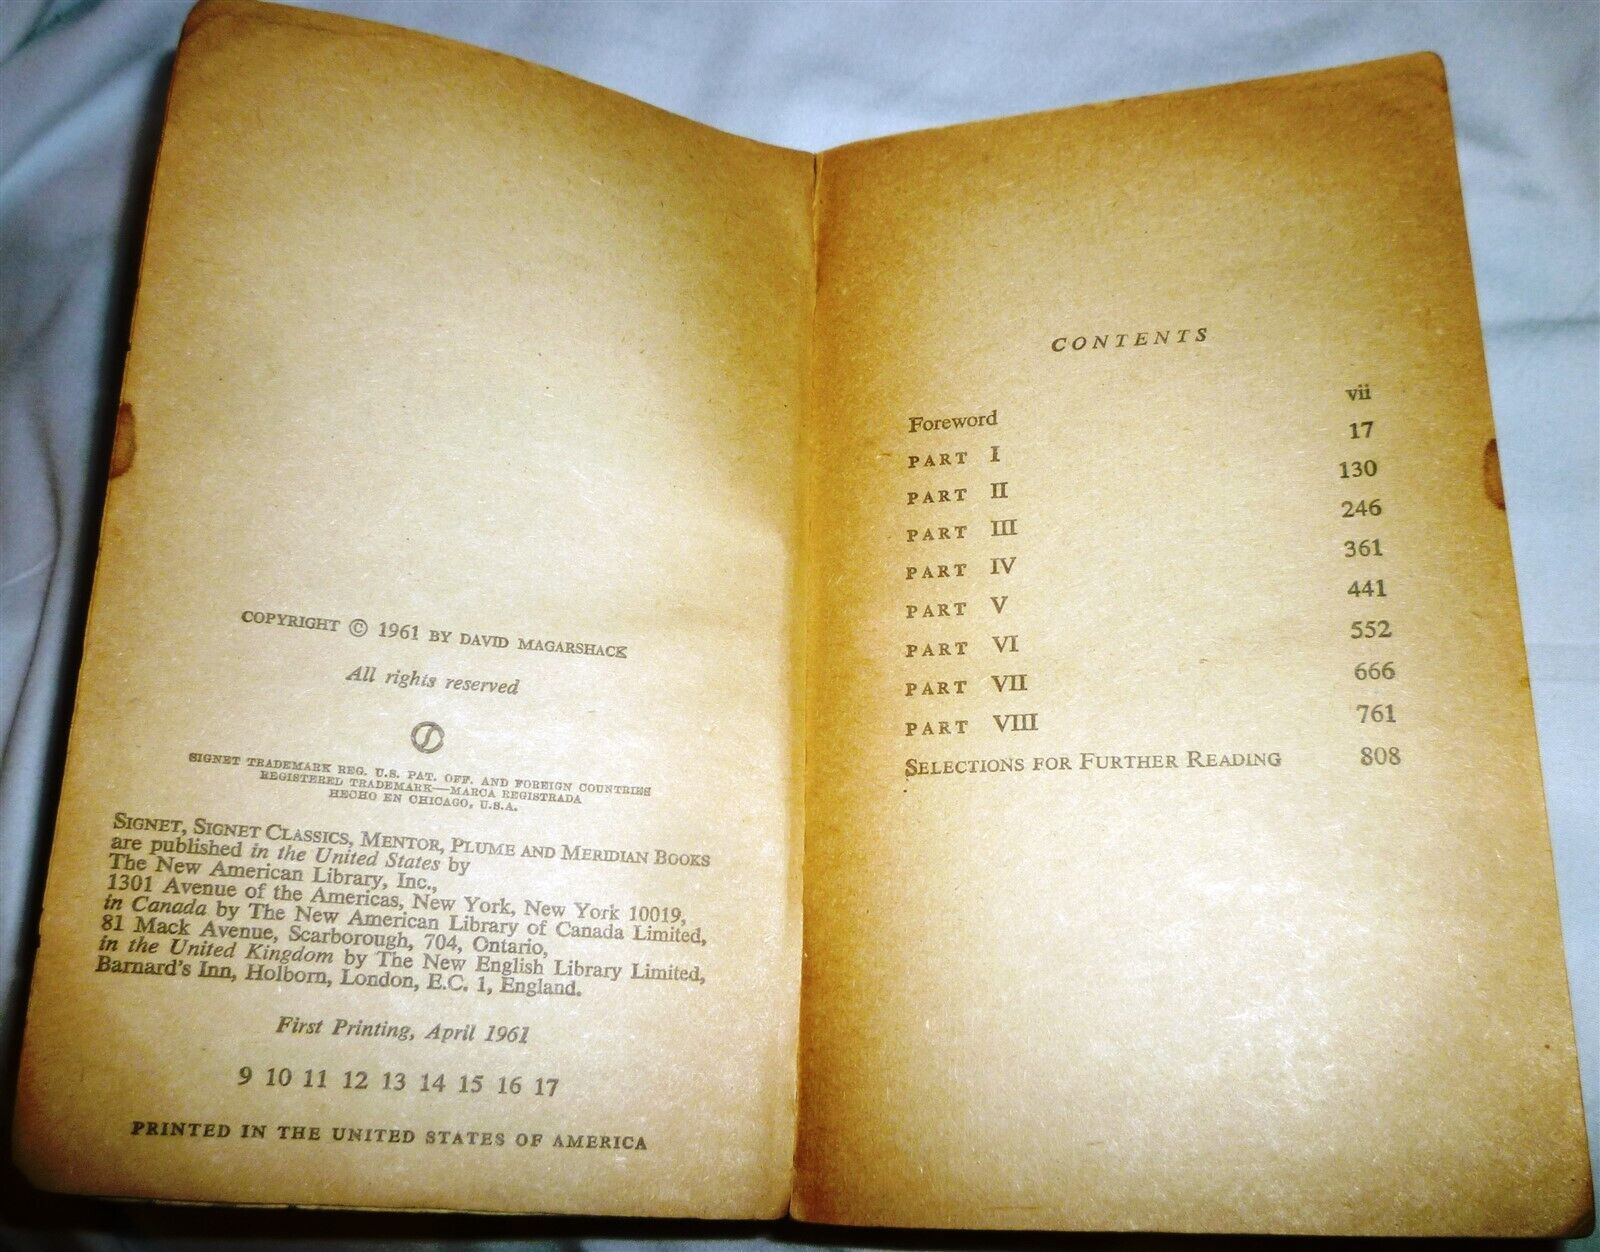 COPYRIGHT © 1961 BY DAVID MAGARSHACK
All rights reserved
SIGNET TRADEMARK REG. U.S. PAT. OFF. AND FOREIGN COUNTRIES
REGISTERED TRADEMARK—MARCA REGISTRADA
HECHO EN CHICAGO, U.S.A.
SIGNET, SIGNET CLASSICS, MENTOR, PLUME AND MERIDIAN BOOKS
are published in the United States by
The New American Library, Inc.,
1301 Avenue of the Americas, New York, New York 10019,
in Canada by The New American Library of Canada Limited,
81 Mack Avenue, Scarborough, 704, Ontario,
in the United Kingdom by The New English Library Limited,
Barnard's Inn, Holborn, London, E.C. 1, England.
First Printing, April 1961
9 10 11 12 13 14 15 16 17
PRINTED IN THE UNITED STATES OF AMERICA
CONTENTS
Foreword vii
PART I 17
PART II 130
PART III 246
PART IV 361
PART V 441
PART VI 552
PART VII 666
PART VIII 761
SELECTIONS FOR FURTHER READING 808